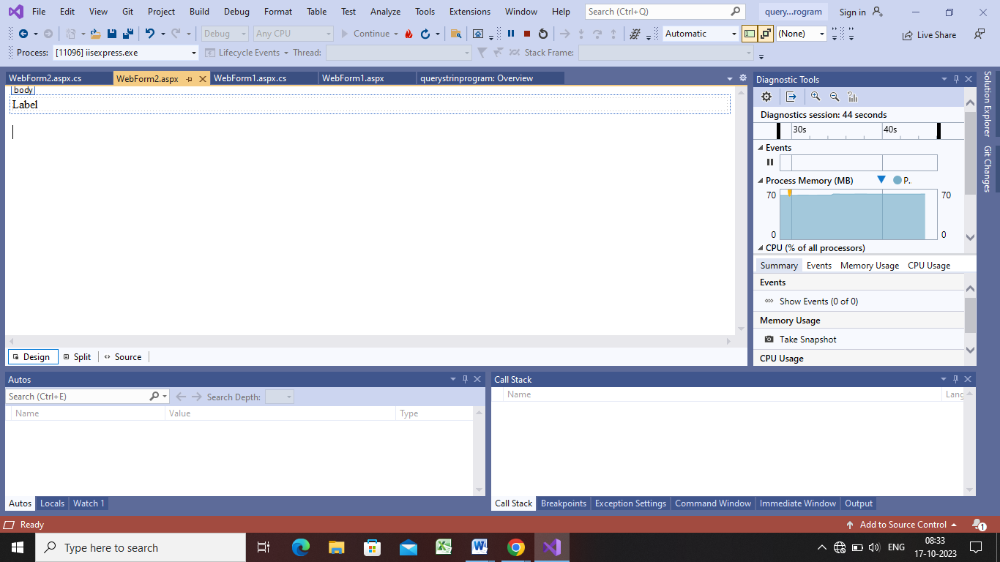 File Edit View Git Project Build Debug Format Table Test Analyze Tools Extensions Window Help Search (Ctrl+Q) query...rogram Sign in
Debug Any CPU Continue Automatic (None) Live Share
Process: [11096] iisexpress.exe Lifecycle Events Thread: Stack Frame:
WebForm2.aspx.cs WebForm2.aspx WebForm1.aspx.cs WebForm1.aspx querystrinprogram: Overview
body
Label
Design Split Source
Diagnostic Tools
Diagnostics session: 44 seconds
30s 40s
Events
Process Memory (MB) P..
70 70
0 0
CPU (% of all processors)
Summary Events Memory Usage CPU Usage
Events
Show Events (0 of 0)
Memory Usage
Take Snapshot
CPU Usage
Solution Explorer
Git Changes
Autos
Search (Ctrl+E) Search Depth:
Name Value Type
Autos Locals Watch 1
Call Stack
Name Lang
Call Stack Breakpoints Exception Settings Command Window Immediate Window Output
Ready Add to Source Control 1
Type here to search ENG 08:33
17-10-2023